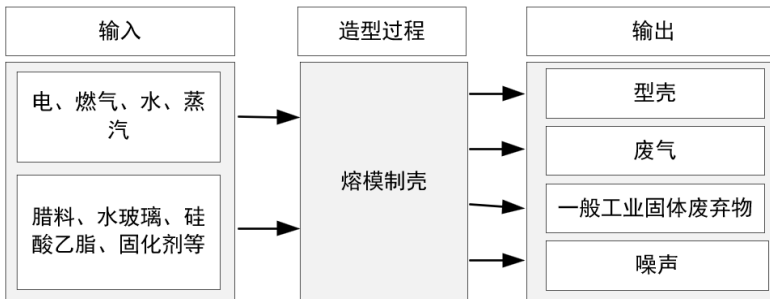 输入
造型过程
输出
电、燃气、水、蒸
汽
腊料、水玻璃、硅
酸乙脂、固化剂等
熔模制壳
型壳
废气
一般工业固体废弃物
噪声